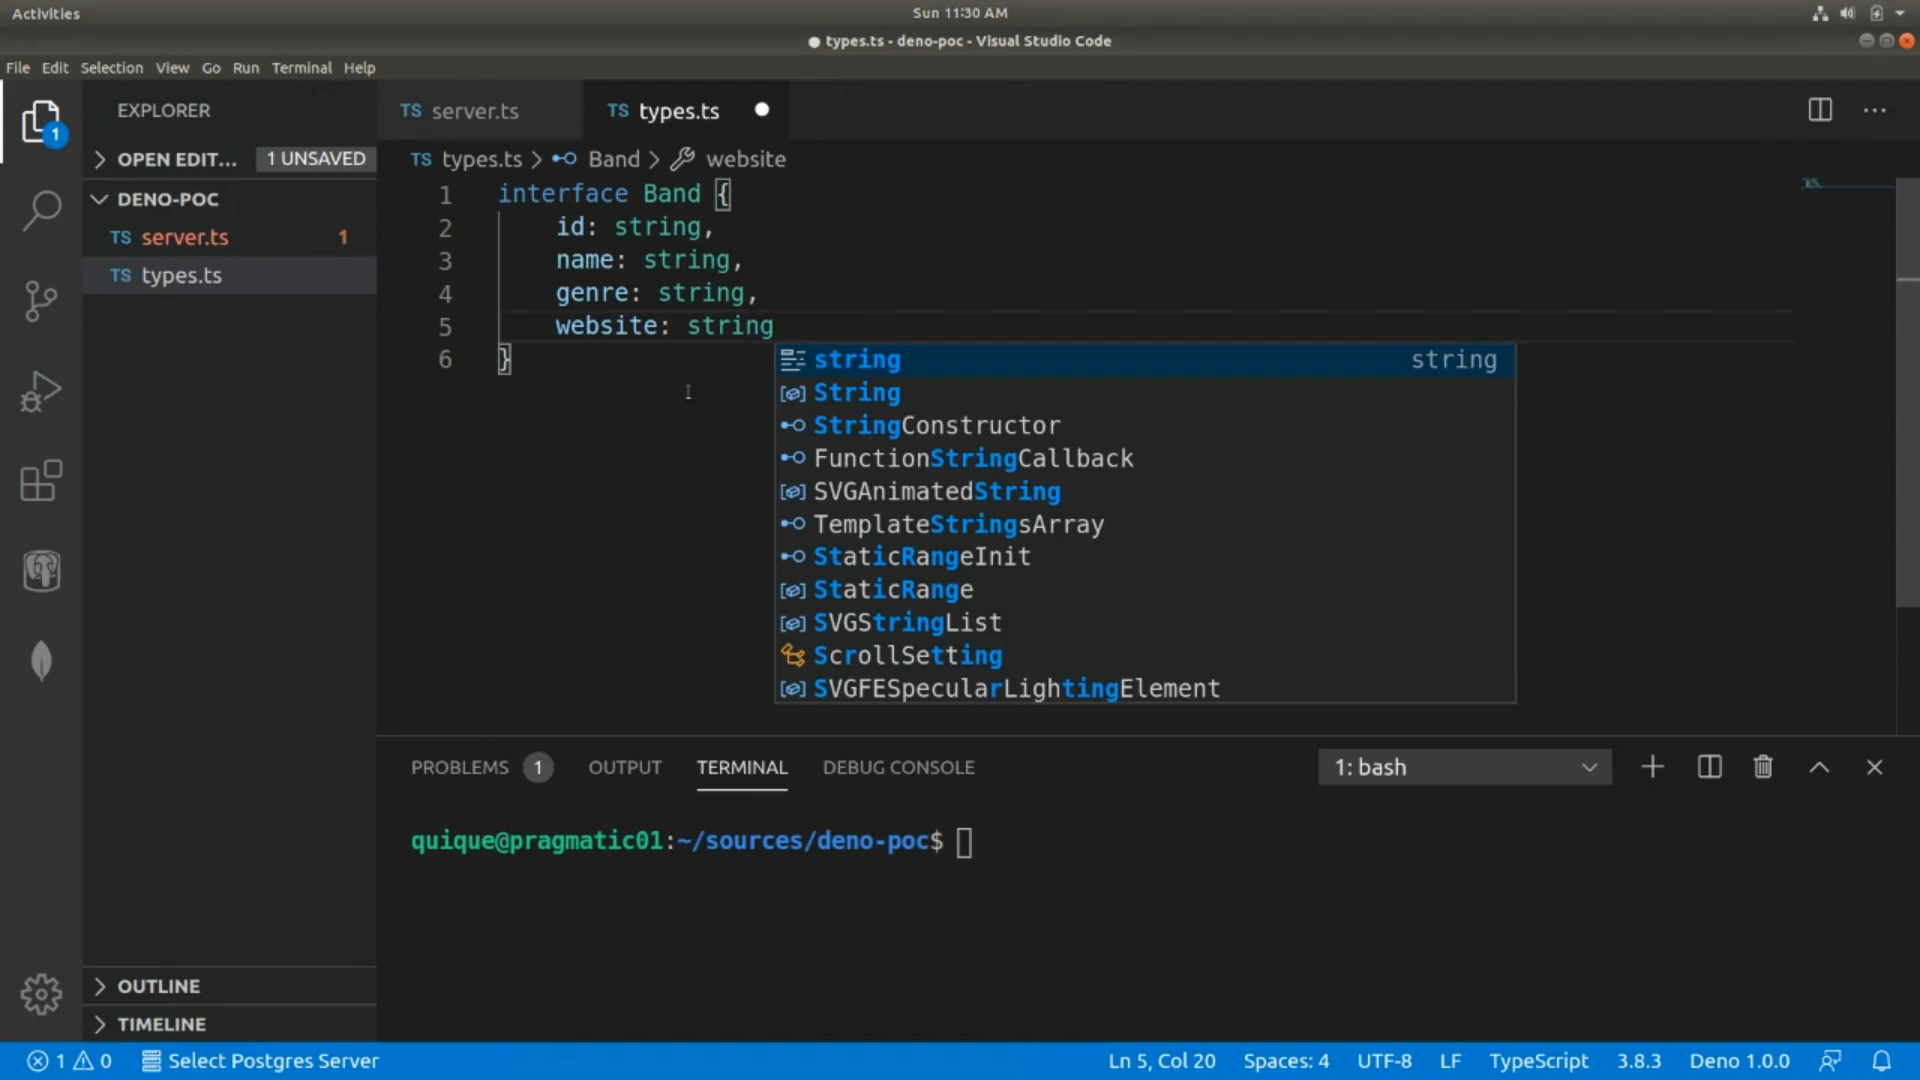 Activities
Sun 11:30 AM
● types.ts - deno-poc - Visual Studio Code
File Edit Selection View Go Run Terminal Help
EXPLORER
TS server.ts
TS types.ts
1
OPEN EDIT... 1 UNSAVED
TS types.ts > Band > website
DENO-POC
TS server.ts 1
TS types.ts
1 interface Band {
2 id: string,
3 name: string,
4 genre: string,
5 website: string
6 }
string string
String
StringConstructor
FunctionStringCallback
SVGAnimatedString
TemplateStringsArray
StaticRangeInit
StaticRange
SVGStringList
ScrollSetting
SVGFESpecularLightingElement
PROBLEMS 1 OUTPUT TERMINAL DEBUG CONSOLE 1: bash
quique@pragmatic01:~/sources/deno-poc$
OUTLINE
TIMELINE
1 0 Select Postgres Server Ln 5, Col 20 Spaces: 4 UTF-8 LF TypeScript 3.8.3 Deno 1.0.0